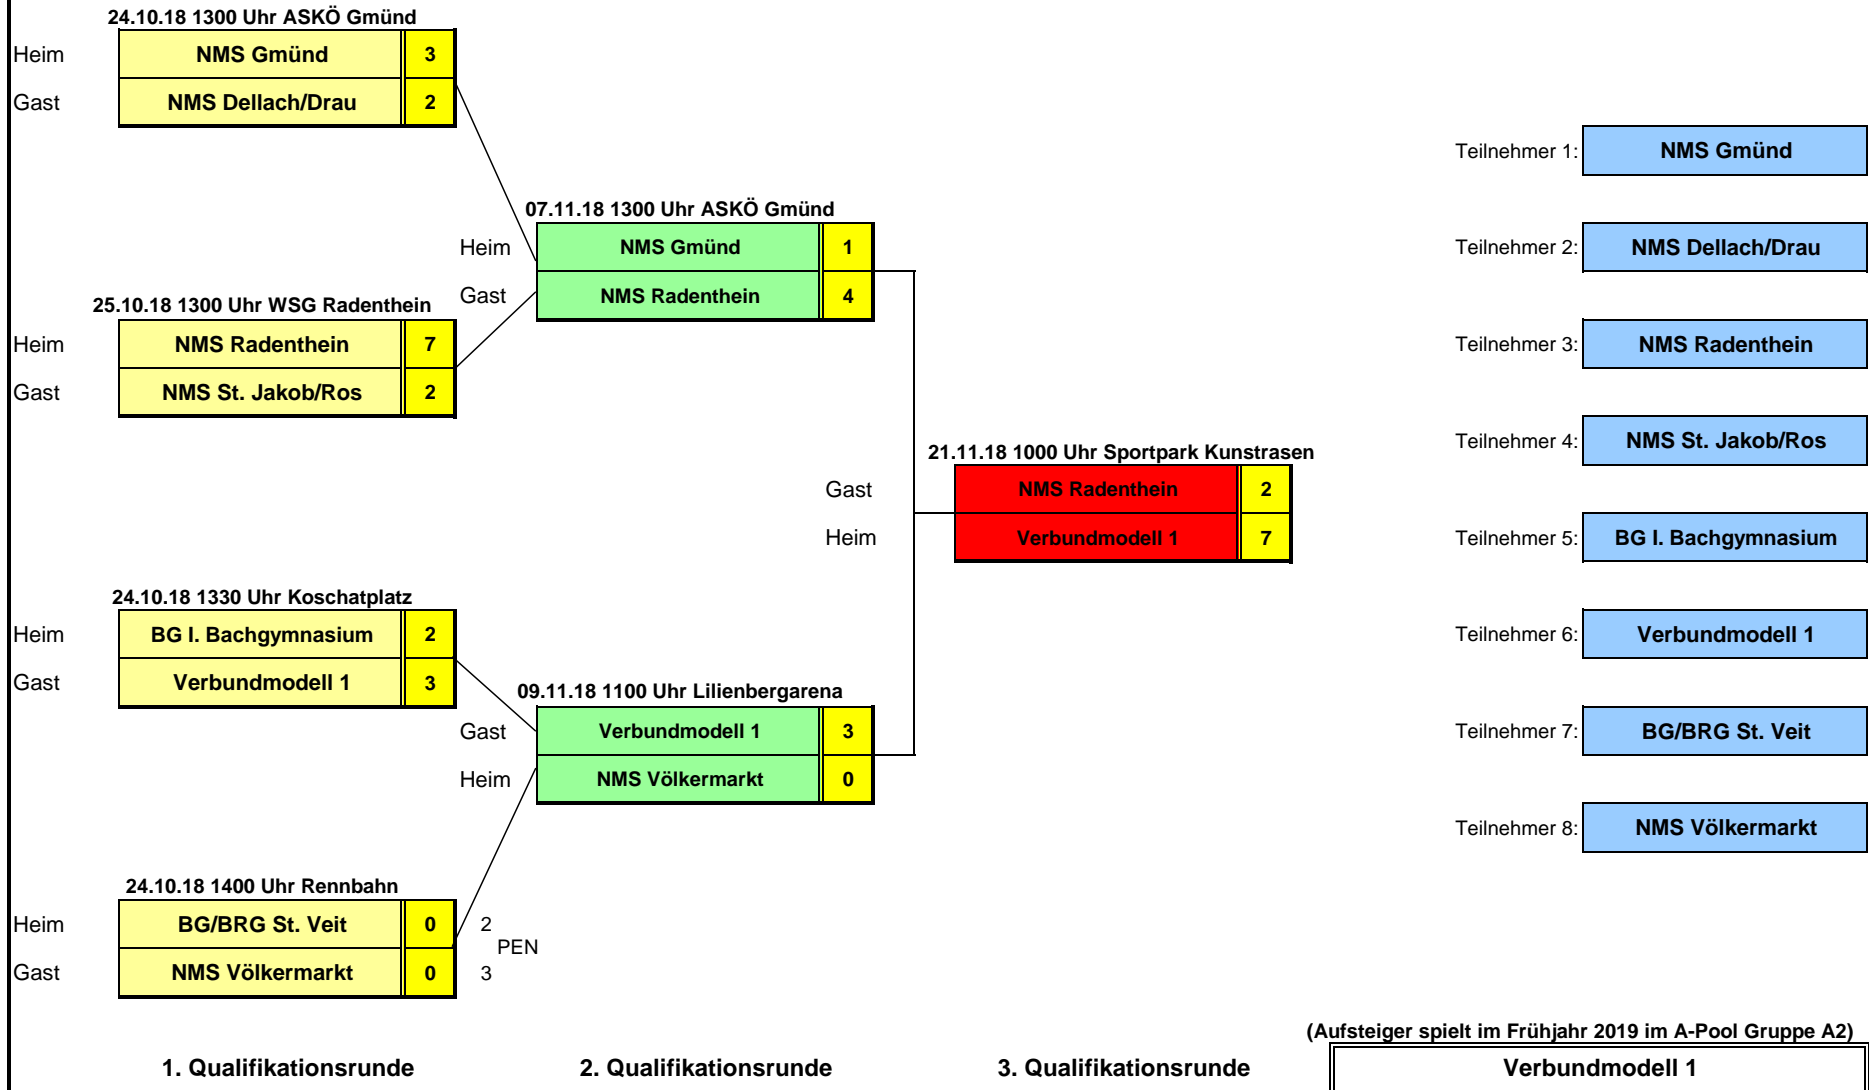 24.10.18 1300 Uhr ASKÖ Gmünd
Heim NMS Gmünd 3
Gast NMS Dellach/Drau 2
25.10.18 1300 Uhr WSG Radenthein
Heim NMS Radenthein 7
Gast NMS St. Jakob/Ros 2
24.10.18 1330 Uhr Koschatplatz
Heim BG I. Bachgymnasium 2
Gast Verbundmodell 1 3
24.10.18 1400 Uhr Rennbahn
Heim BG/BRG St. Veit 0 2
PEN
Gast NMS Völkermarkt 0 3
1. Qualifikationsrunde
07.11.18 1300 Uhr ASKÖ Gmünd
Heim NMS Gmünd 1
Gast NMS Radenthein 4
09.11.18 1100 Uhr Lilienbergarena
Gast Verbundmodell 1 3
Heim NMS Völkermarkt 0
2. Qualifikationsrunde
21.11.18 1000 Uhr Sportpark Kunstrasen
Gast NMS Radenthein 2
Heim Verbundmodell 1 7
3. Qualifikationsrunde
Teilnehmer 1: NMS Gmünd
Teilnehmer 2: NMS Dellach/Drau
Teilnehmer 3: NMS Radenthein
Teilnehmer 4: NMS St. Jakob/Ros
Teilnehmer 5: BG I. Bachgymnasium
Teilnehmer 6: Verbundmodell 1
Teilnehmer 7: BG/BRG St. Veit
Teilnehmer 8: NMS Völkermarkt
(Aufsteiger spielt im Frühjahr 2019 im A-Pool Gruppe A2)
Verbundmodell 1